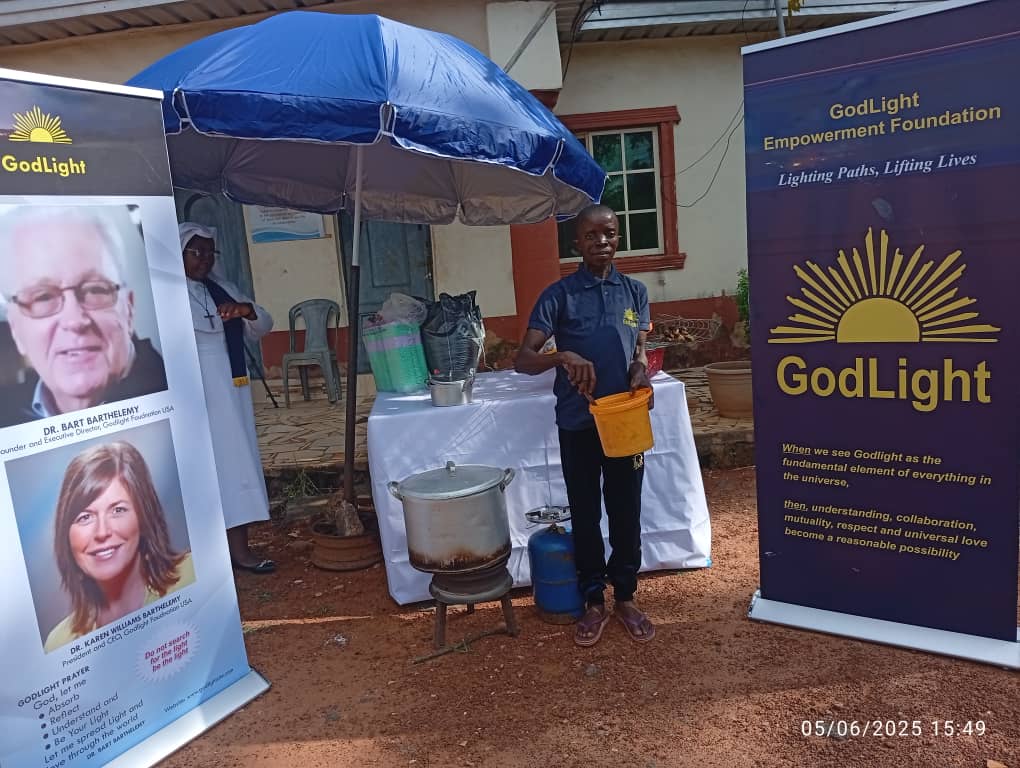 GodLight
DR. BART BARTHELEMY
ounder and Executive Director, Godlight Foudnation USA
DR. KAREN WILLIAMS BARTHELEMY
President and CEO, Godlight Foudnation USA
Do not search
for the light
be the light
GODLIGHT PRAYER
God, let me
• Absorb
• Reflect
• Understand and
• Be Your Light
Let me spread Light and
love through the world
DR. BART BARTHELEMY
GodLight
Empowerment Foundation
Lighting Paths, Lifting Lives
GodLight
When we see Godlight as the
fundamental element of everything in
the universe,
then, understanding, collaboration,
mutuality, respect and universal love
become a reasonable possibility
05/06/2025 15:49